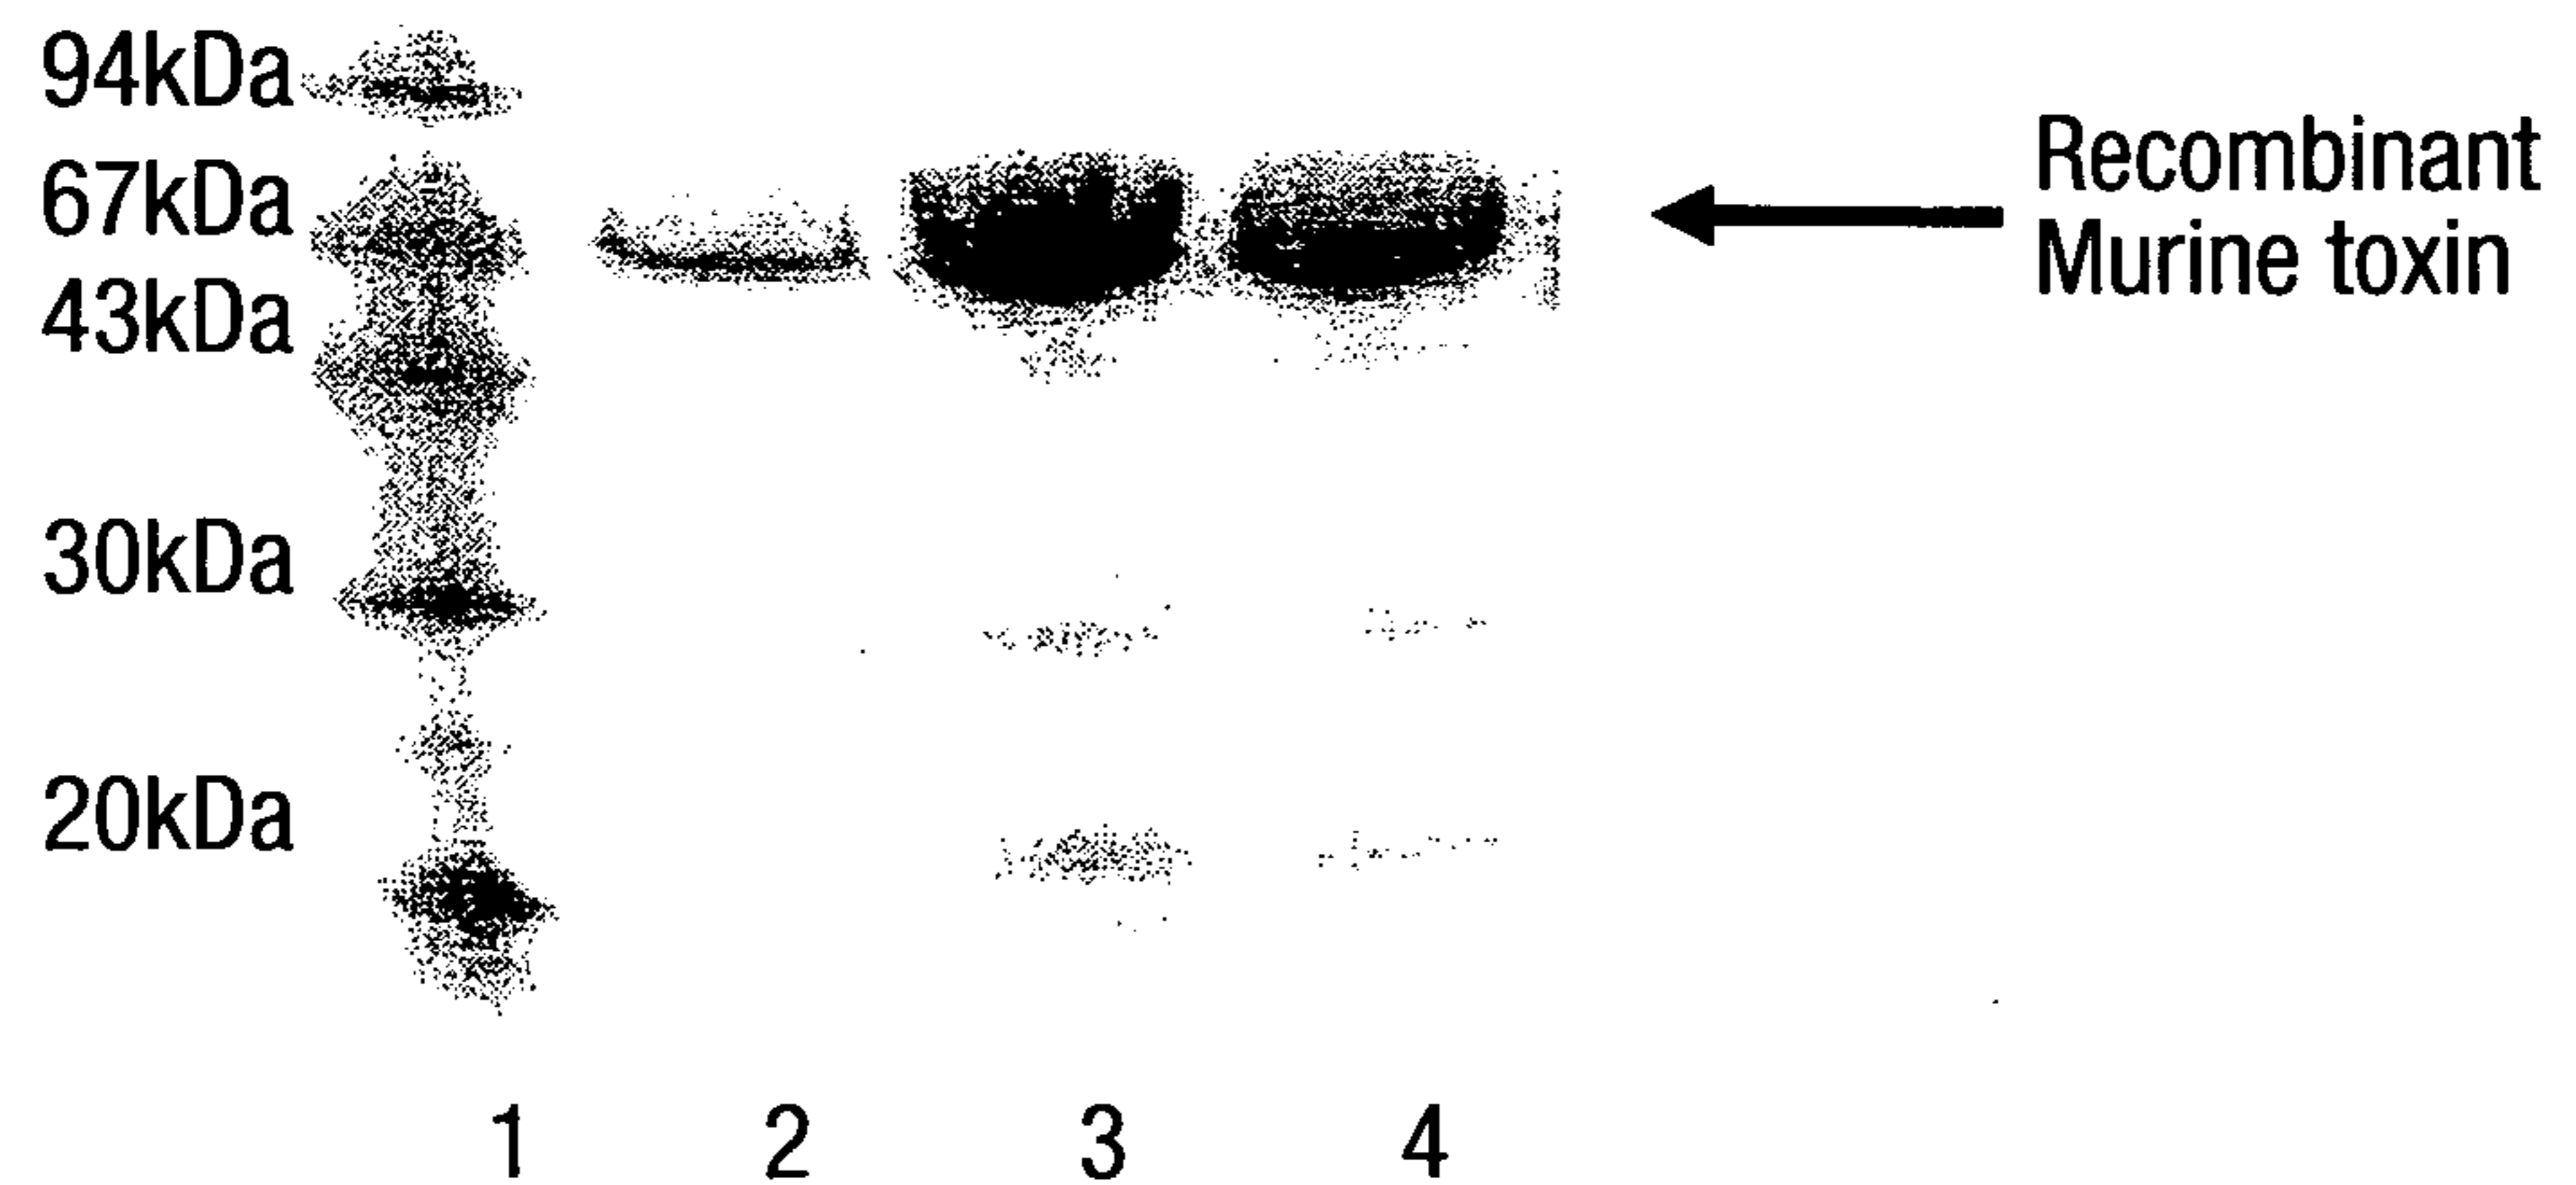 94kDa
67kDa
43kDa
30kDa
20kDa
Recombinant
Murine toxin
1 2 3 4